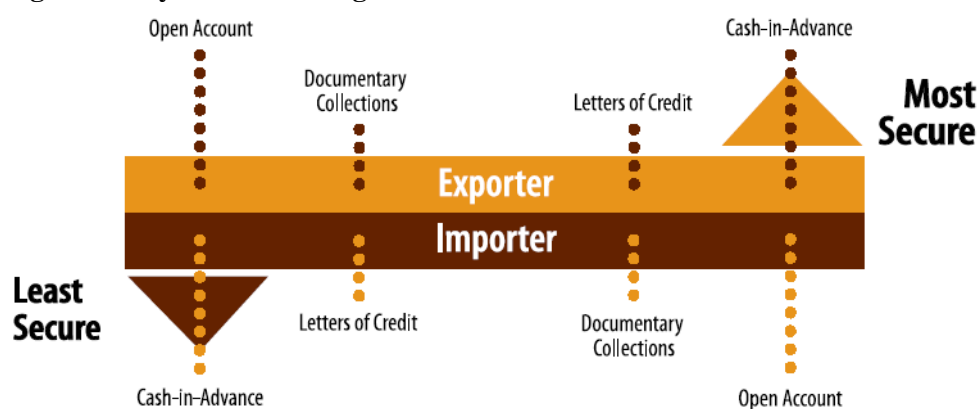 Open Account
Cash-in-Advance
Documentary
Collections
Letters of Credit
Most
Secure
Exporter
Importer
Least
Secure
Letters of Credit
Documentary
Collections
Cash-in-Advance
Open Account